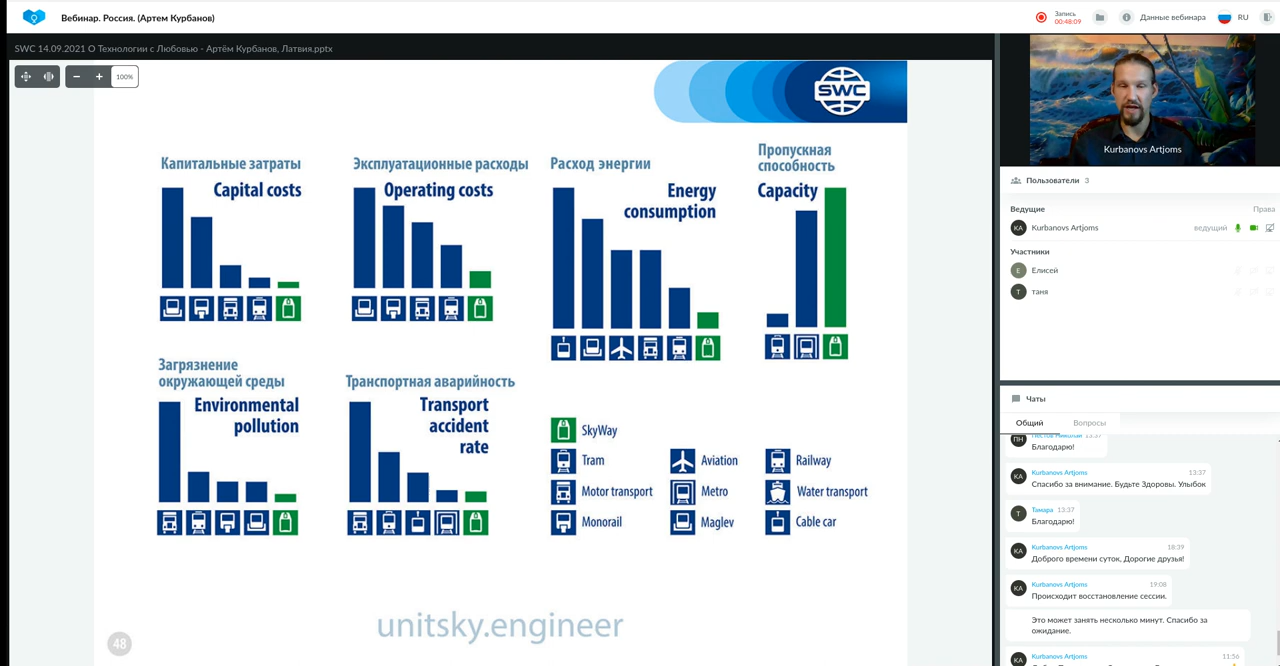 Вебинар. Россия. (Артем Курбанов)
Запись
00:48:09
Данные вебинара
RU
SWC 14.09.2021 О Технологии с Любовью - Артём Курбанов, Латвия.pptx
100%
SWC
Капитальные затраты
Capital costs
Эксплуатационные расходы
Operating costs
Расход энергии
Energy
consumption
Пропускная
способность
Capacity
Загрязнение
окружающей среды
Environmental
pollution
Транспортная аварийность
Transport
accident
rate
SkyWay
Tram
Aviation
Railway
Motor transport
Metro
Water transport
Monorail
Maglev
Cable car
unitsky.engineer
48
Kurbanovs Artjoms
Пользователи 3
Ведущие
Права
KA
Kurbanovs Artjoms
ведущий
Участники
Е
Елисей
Т
таня
Чаты
Общий
Вопросы
ПН
13:37
Благодарю!
KA
Kurbanovs Artjoms
13:37
Спасибо за внимание. Будьте Здоровы. Улыбок
Т
Тамара 13:37
Благодарю!
KA
Kurbanovs Artjoms
18:39
Доброго времени суток, Дорогие друзья!
KA
Kurbanovs Artjoms
19:08
Происходит восстановление сессии.
Это может занять несколько минут. Спасибо за
ожидание.
KA
Kurbanovs Artjoms
11:56